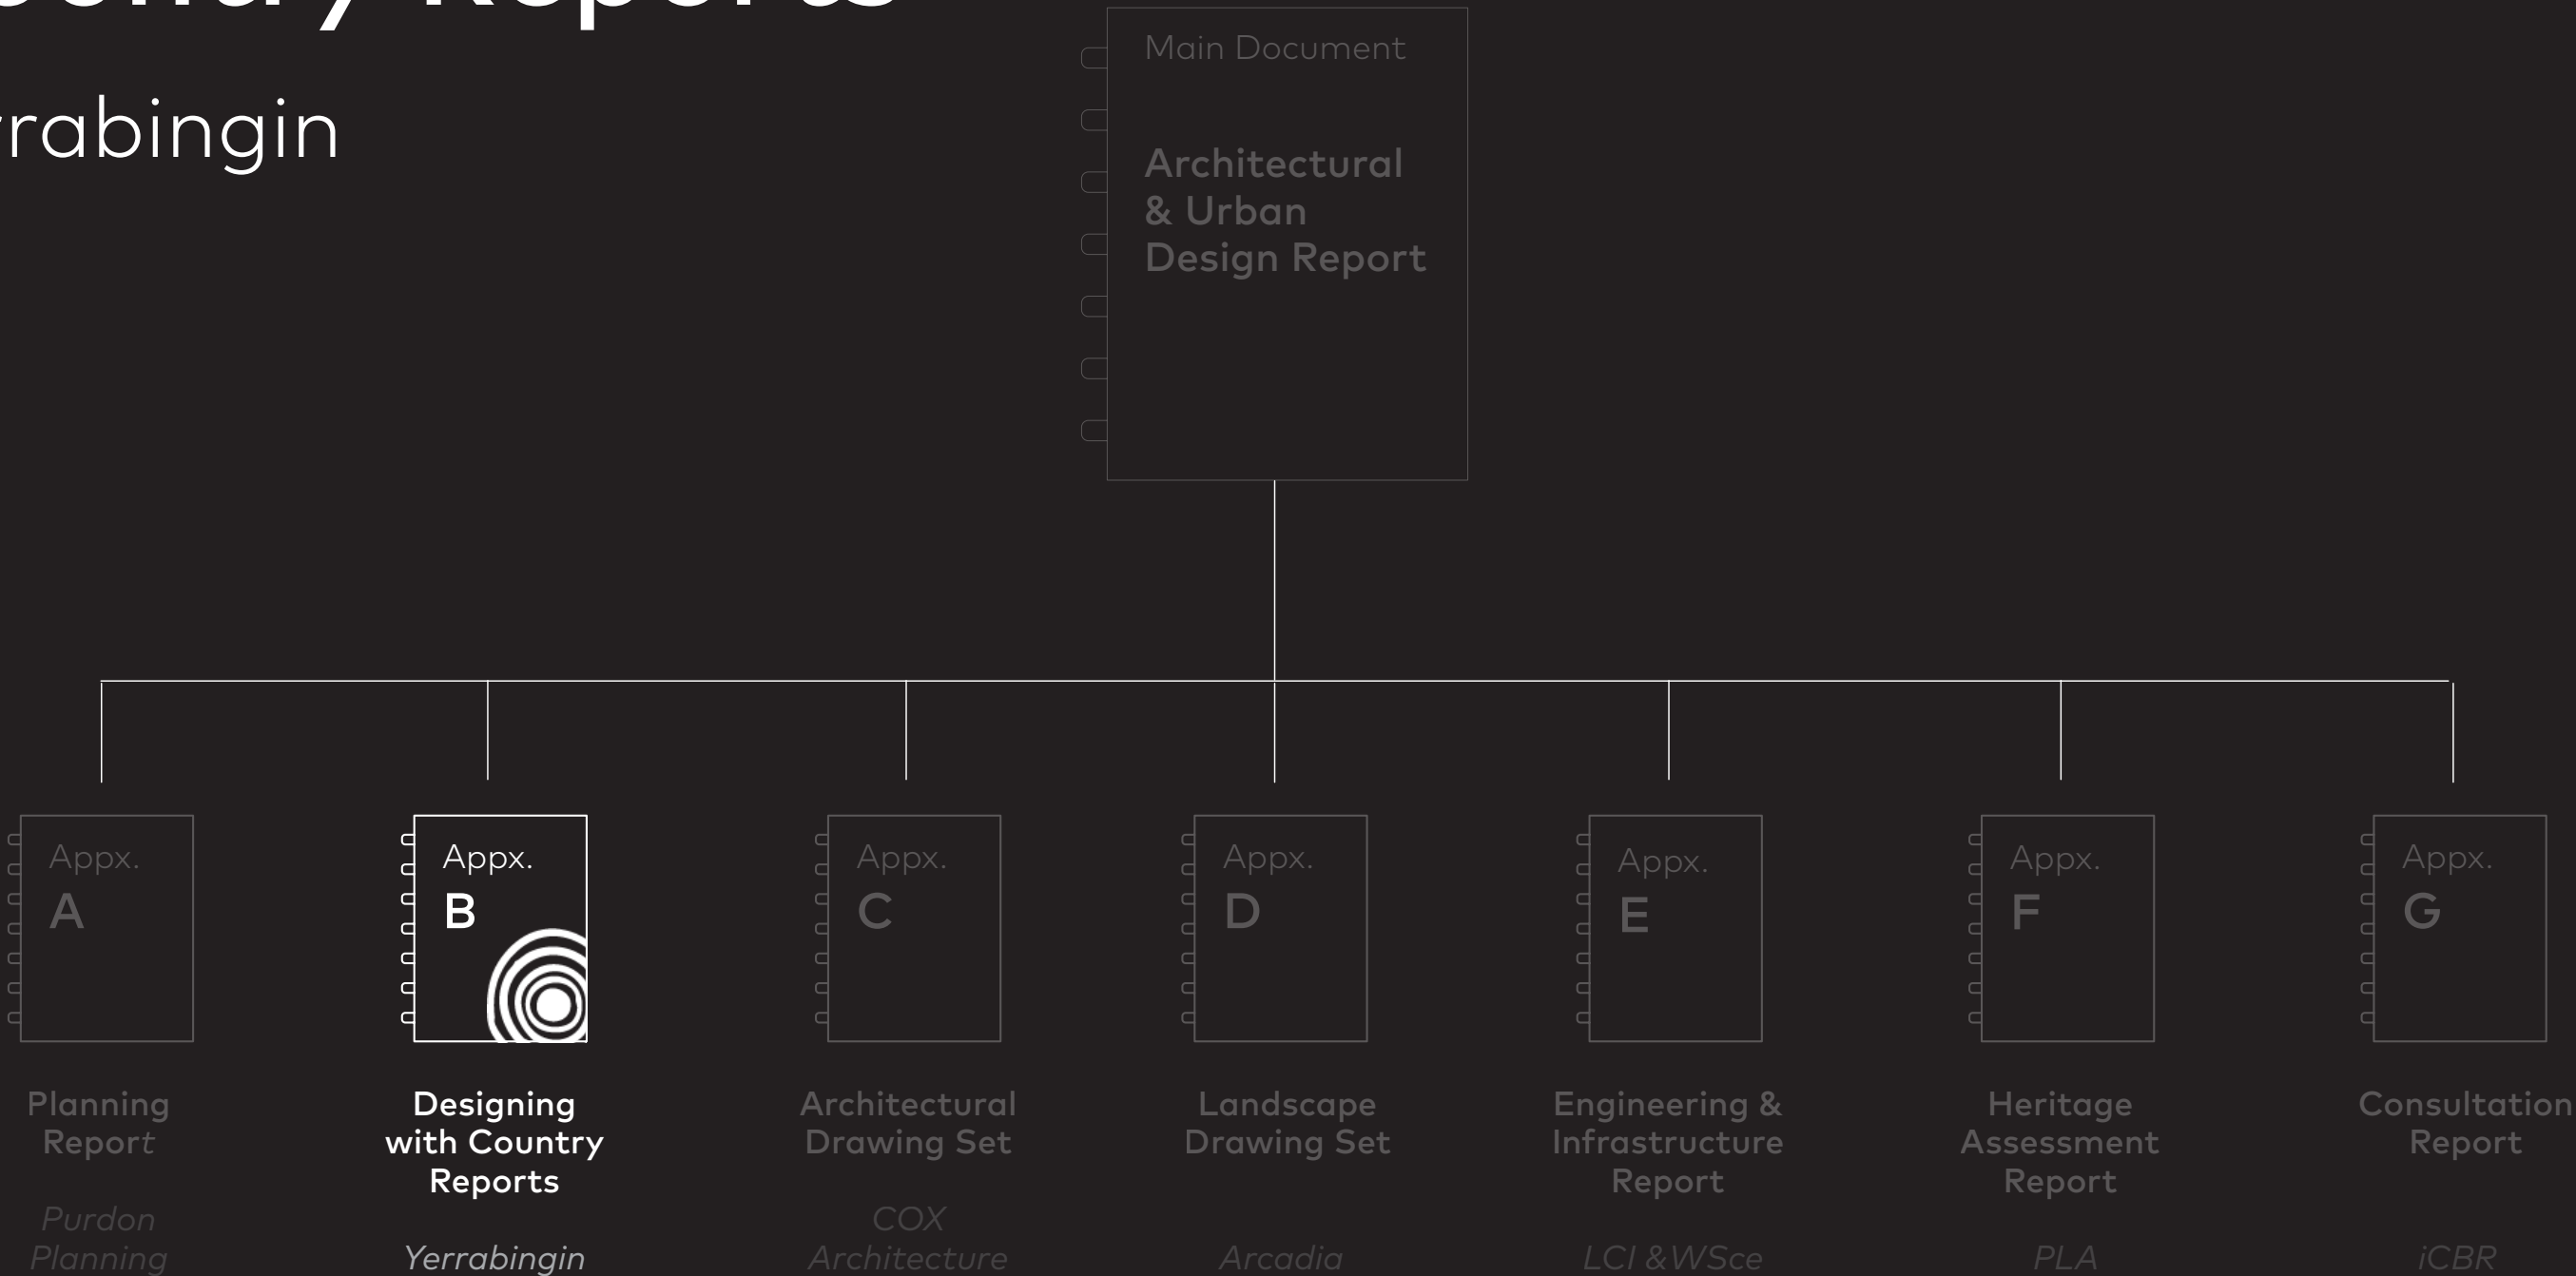 Reports
rrabingin
Main Document
Architectural
& Urban
Design Report
Appx.
A
Planning
Report
Purdon
Planning
Appx.
B
Designing
with Country
Reports
Yerrabingin
Appx.
C
Architectural
Drawing Set
COX
Architecture
Appx.
D
Landscape
Drawing Set
Arcadia
Appx.
E
Engineering &
Infrastructure
Report
LCI &WSce
Appx.
F
Heritage
Assessment
Report
PLA
Appx.
G
Consultation
Report
iCBR